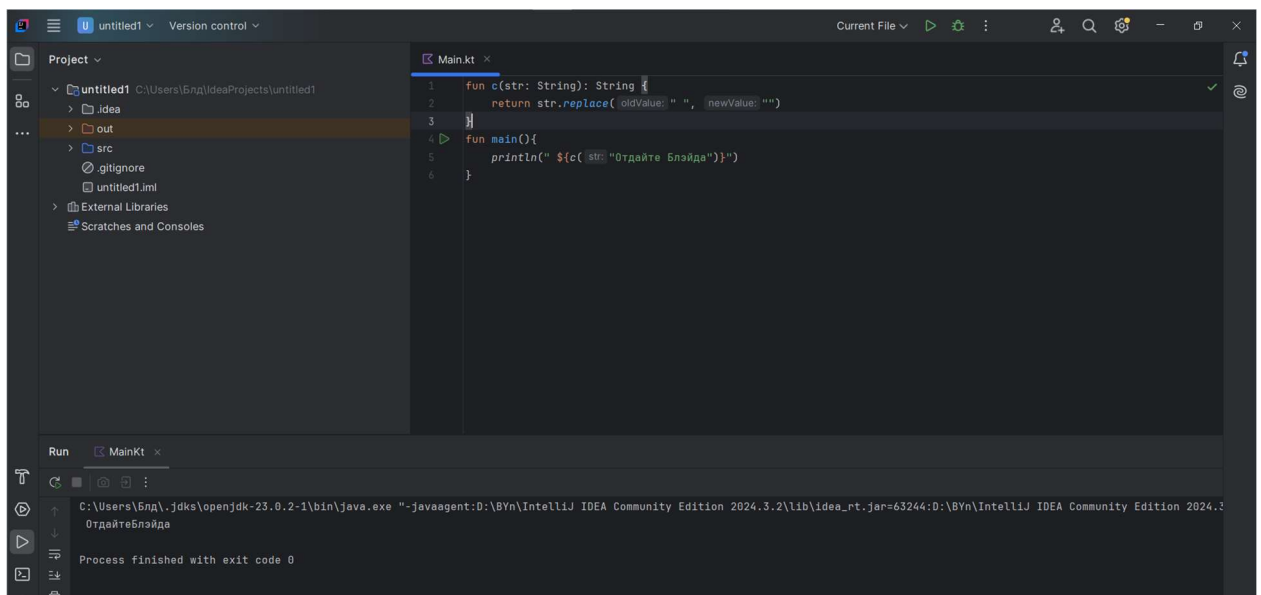 U untitled1 Version control Current File
Project
Main.kt
untitled1 C:\Users\Блд\IdeaProjects\untitled1
.idea
out
src
.gitignore
untitled1.iml
External Libraries
Scratches and Consoles
1 fun c(str: String): String {
2 return str.replace( oldValue: " ", newValue: "")
3 }
4 fun main(){
5 println(" ${c( str: "Отдайте Блэйда")}")
6 }
Run MainKt
C:\Users\Блд\.jdks\openjdk-23.0.2-1\bin\java.exe "-javaagent:D:\BYn\IntelliJ IDEA Community Edition 2024.3.2\lib\idea_rt.jar=63244:D:\BYn\IntelliJ IDEA Community Edition 2024.3
ОтдайтеБлэйда
Process finished with exit code 0